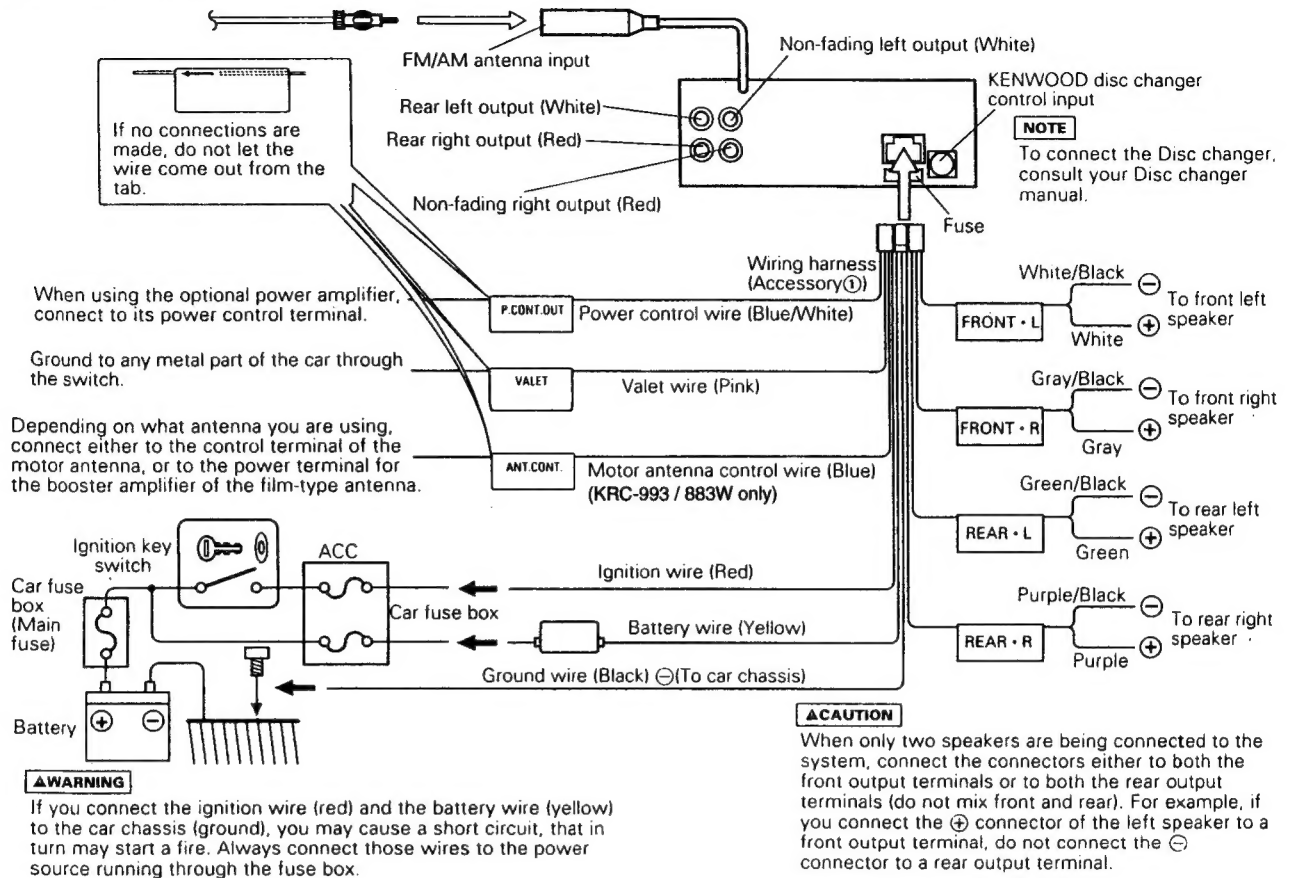 FM/AM antenna input
Non-fading left output (White)
KENWOOD disc changer
control input
NOTE
To connect the Disc changer,
consult your Disc changer
manual.
Rear left output (White)
Rear right output (Red)
Non-fading right output (Red)
Fuse
If no connections are
made, do not let the
wire come out from the
tab.
Wiring harness
(Accessory①)
When using the optional power amplifier,
connect to its power control terminal.
P.CONT.OUT
Power control wire (Blue/White)
Ground to any metal part of the car through
the switch.
VALET
Valet wire (Pink)
Depending on what antenna you are using,
connect either to the control terminal of the
motor antenna, or to the power terminal for
the booster amplifier of the film-type antenna.
ANT.CONT.
Motor antenna control wire (Blue)
(KRC-993 / 883W only)
White/Black ⊖
FRONT • L
White ⊕
To front left
speaker
Gray/Black ⊖
FRONT • R
Gray ⊕
To front right
speaker
Green/Black ⊖
REAR • L
Green ⊕
To rear left
speaker
Purple/Black ⊖
REAR • R
Purple ⊕
To rear right
speaker
Ignition key
switch
ACC
Car fuse
box
(Main
fuse)
Car fuse box
Ignition wire (Red)
Battery wire (Yellow)
Ground wire (Black) ⊖(To car chassis)
Battery
⊕ ⊖
▲WARNING
If you connect the ignition wire (red) and the battery wire (yellow)
to the car chassis (ground), you may cause a short circuit, that in
turn may start a fire. Always connect those wires to the power
source running through the fuse box.
▲CAUTION
When only two speakers are being connected to the
system, connect the connectors either to both the
front output terminals or to both the rear output
terminals (do not mix front and rear). For example, if
you connect the ⊕ connector of the left speaker to a
front output terminal, do not connect the ⊖
connector to a rear output terminal.